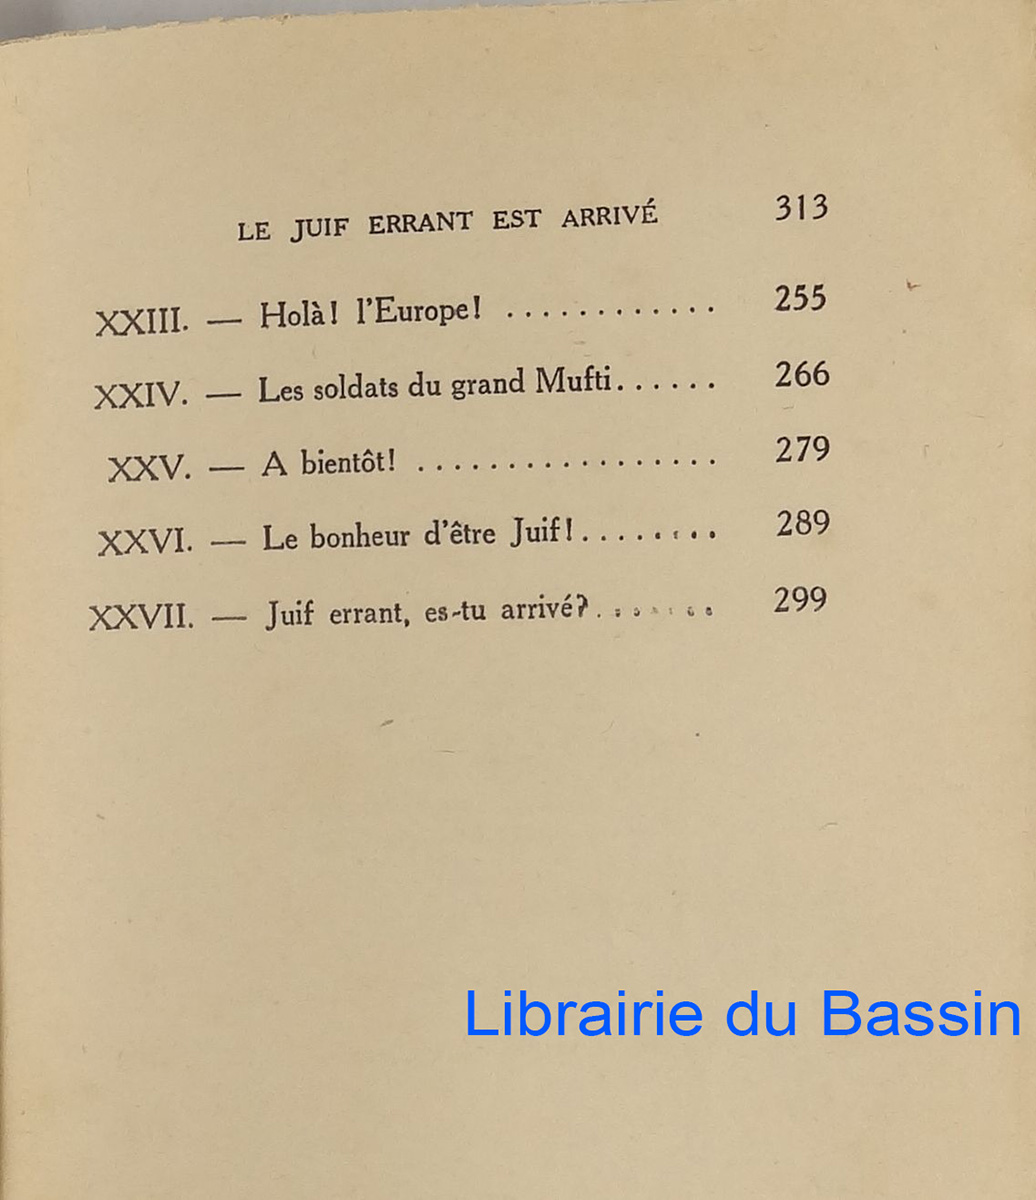 LE JUIF ERRANT EST ARRIVÉ 313
XXIII. — Holà! l'Europe! ............ 255
XXIV. — Les soldats du grand Mufti...... 266
XXV. — A bientôt! ................. 279
XXVI. — Le bonheur d'être Juif!........ 289
XXVII. — Juif errant, es-tu arrivé?....... 299
Librairie du Bassin